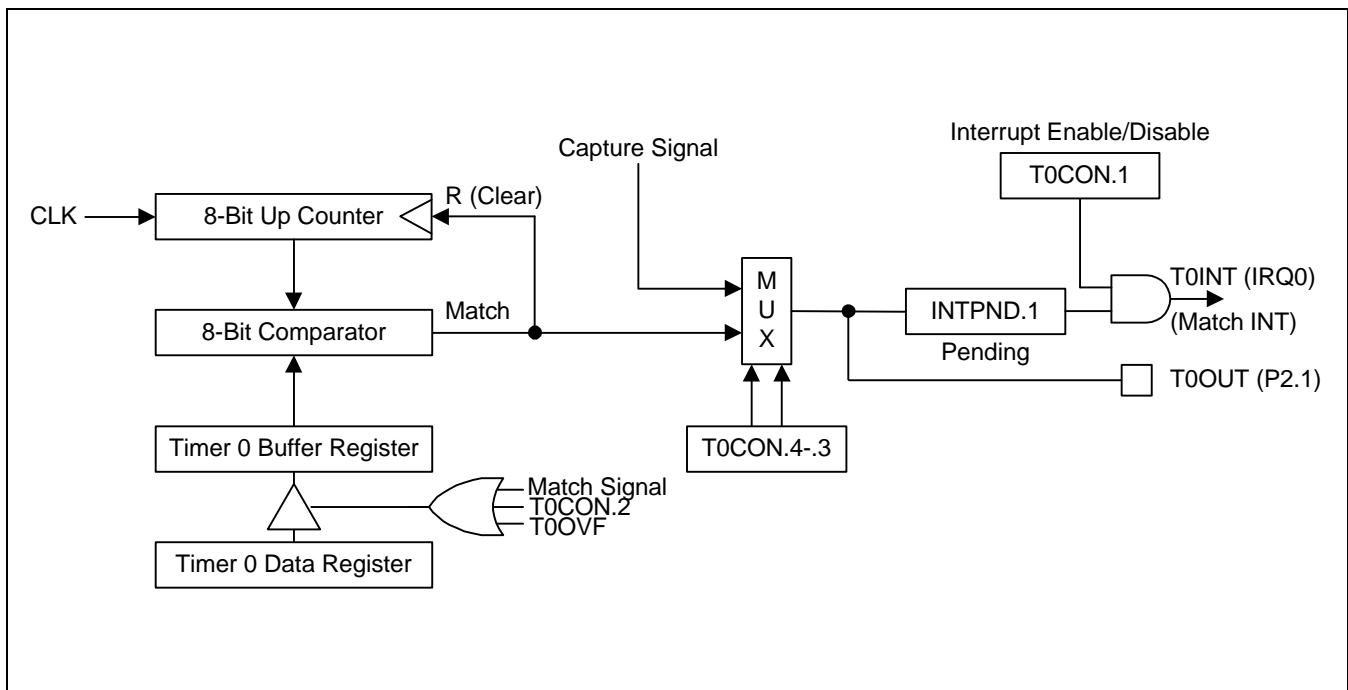 Interrupt Enable/Disable
Capture Signal
T0CON.1
R (Clear)
CLK
8-Bit Up Counter
M
U
X
T0INT (IRQ0)
Match
INTPND.1
8-Bit Comparator
(Match INT)
Pending
T0OUT (P2.1)
Timer 0 Buffer Register
T0CON.4-.3
Match Signal
T0CON.2
T0OVF
Timer 0 Data Register